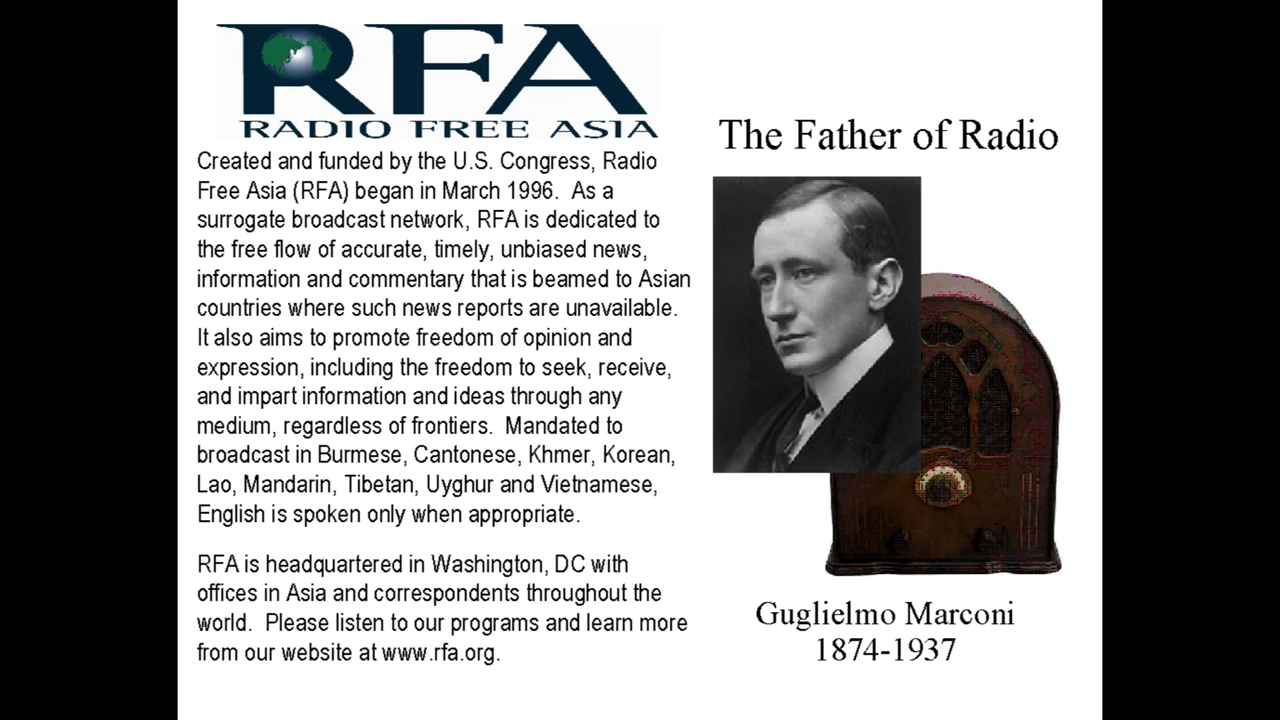 RFA
RADIO FREE ASIA
Created and funded by the U.S. Congress, Radio
Free Asia (RFA) began in March 1996.  As a
surrogate broadcast network, RFA is dedicated to
the free flow of accurate, timely, unbiased news,
information and commentary that is beamed to Asian
countries where such news reports are unavailable.
It also aims to promote freedom of opinion and
expression, including the freedom to seek, receive,
and impart information and ideas through any
medium, regardless of frontiers.  Mandated to
broadcast in Burmese, Cantonese, Khmer, Korean,
Lao, Mandarin, Tibetan, Uyghur and Vietnamese,
English is spoken only when appropriate.
RFA is headquartered in Washington, DC with
offices in Asia and correspondents throughout the
world.  Please listen to our programs and learn more
from our website at www.rfa.org.
The Father of Radio
Guglielmo Marconi
1874-1937